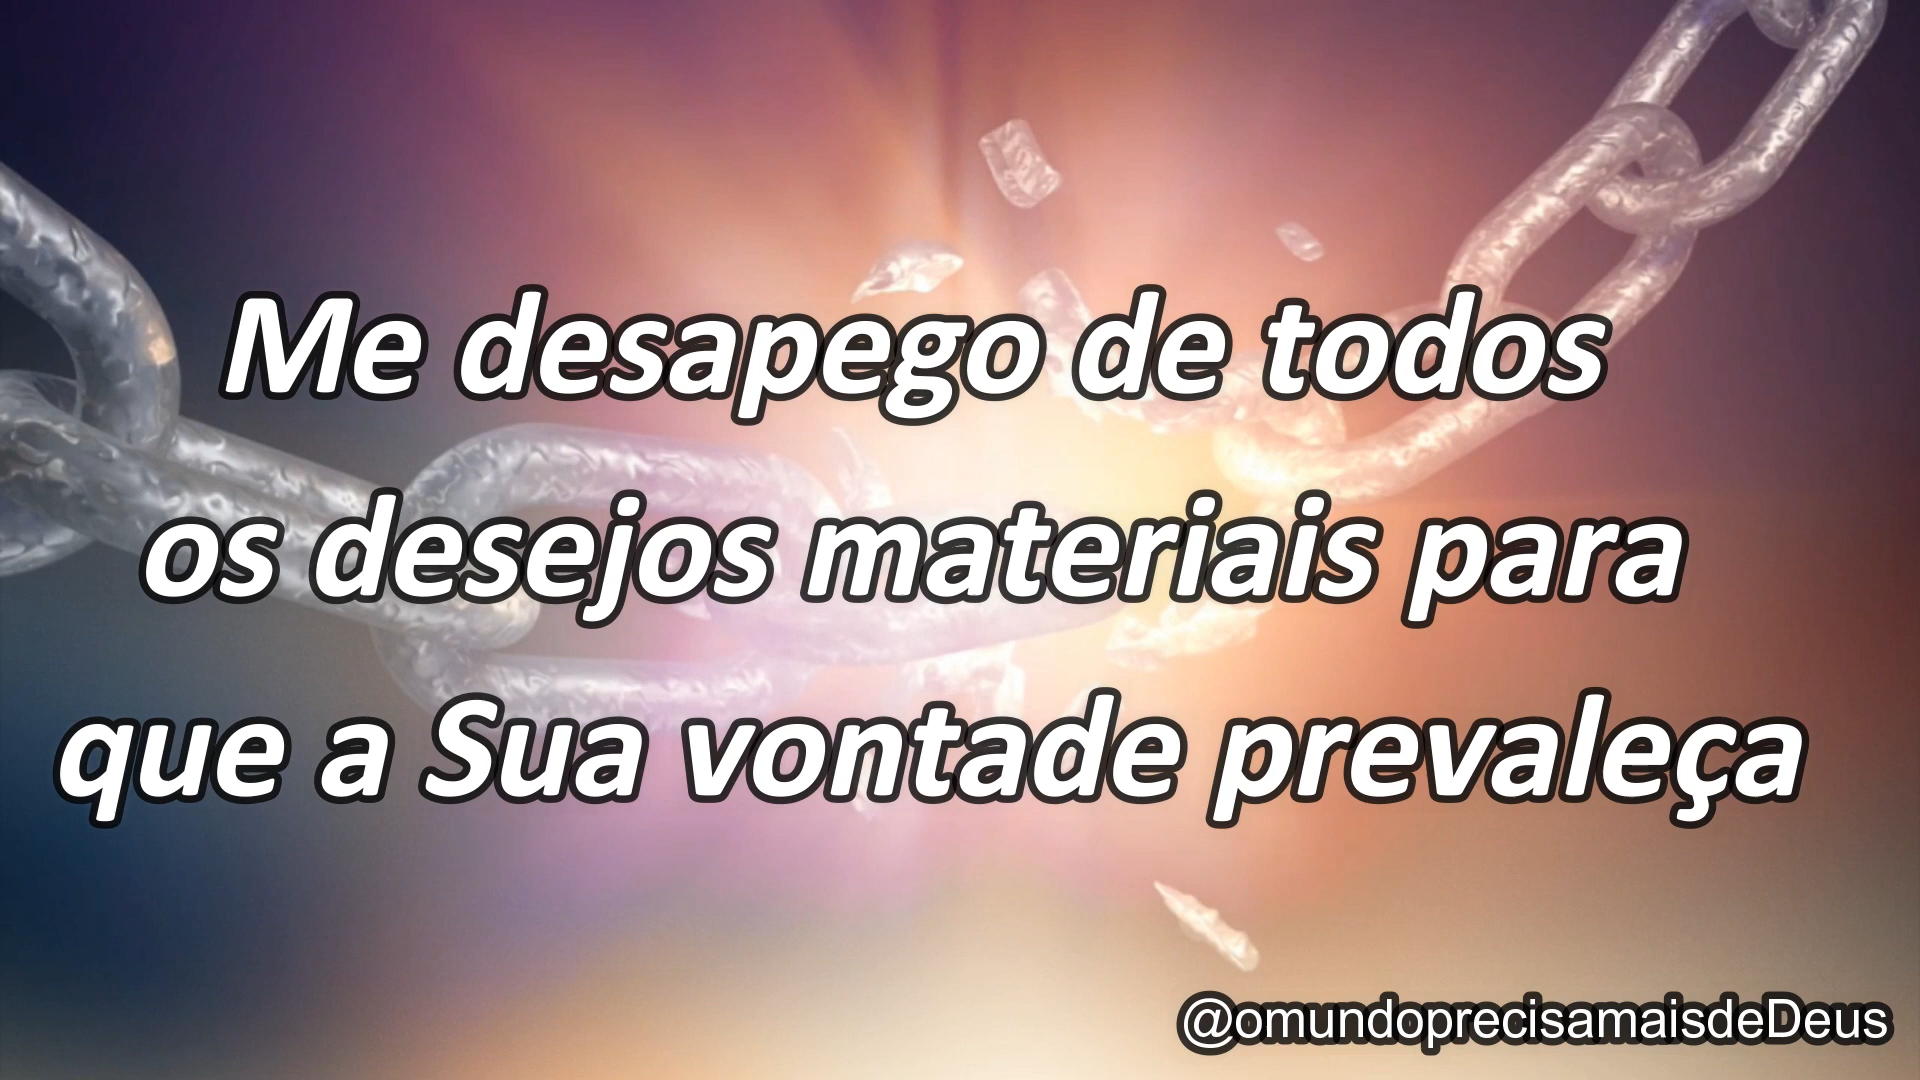 Me desapego de todos
os desejos materiais para
que a Sua vontade prevaleça
@omundoprecisamaisdeDeus